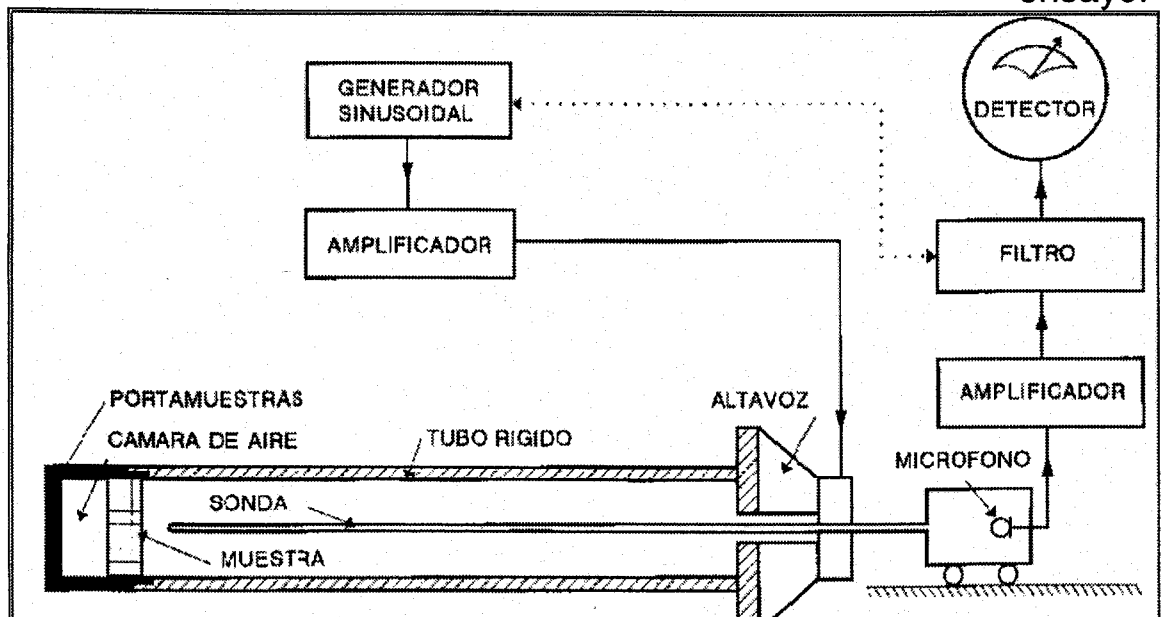 GENERADOR
SINUSOIDAL
DETECTOR
AMPLIFICADOR
FILTRO
AMPLIFICADOR
PORTAMUESTRAS
CAMARA DE AIRE
TUBO RIGIDO
ALTAVOZ
MICROFONO
SONDA
MUESTRA